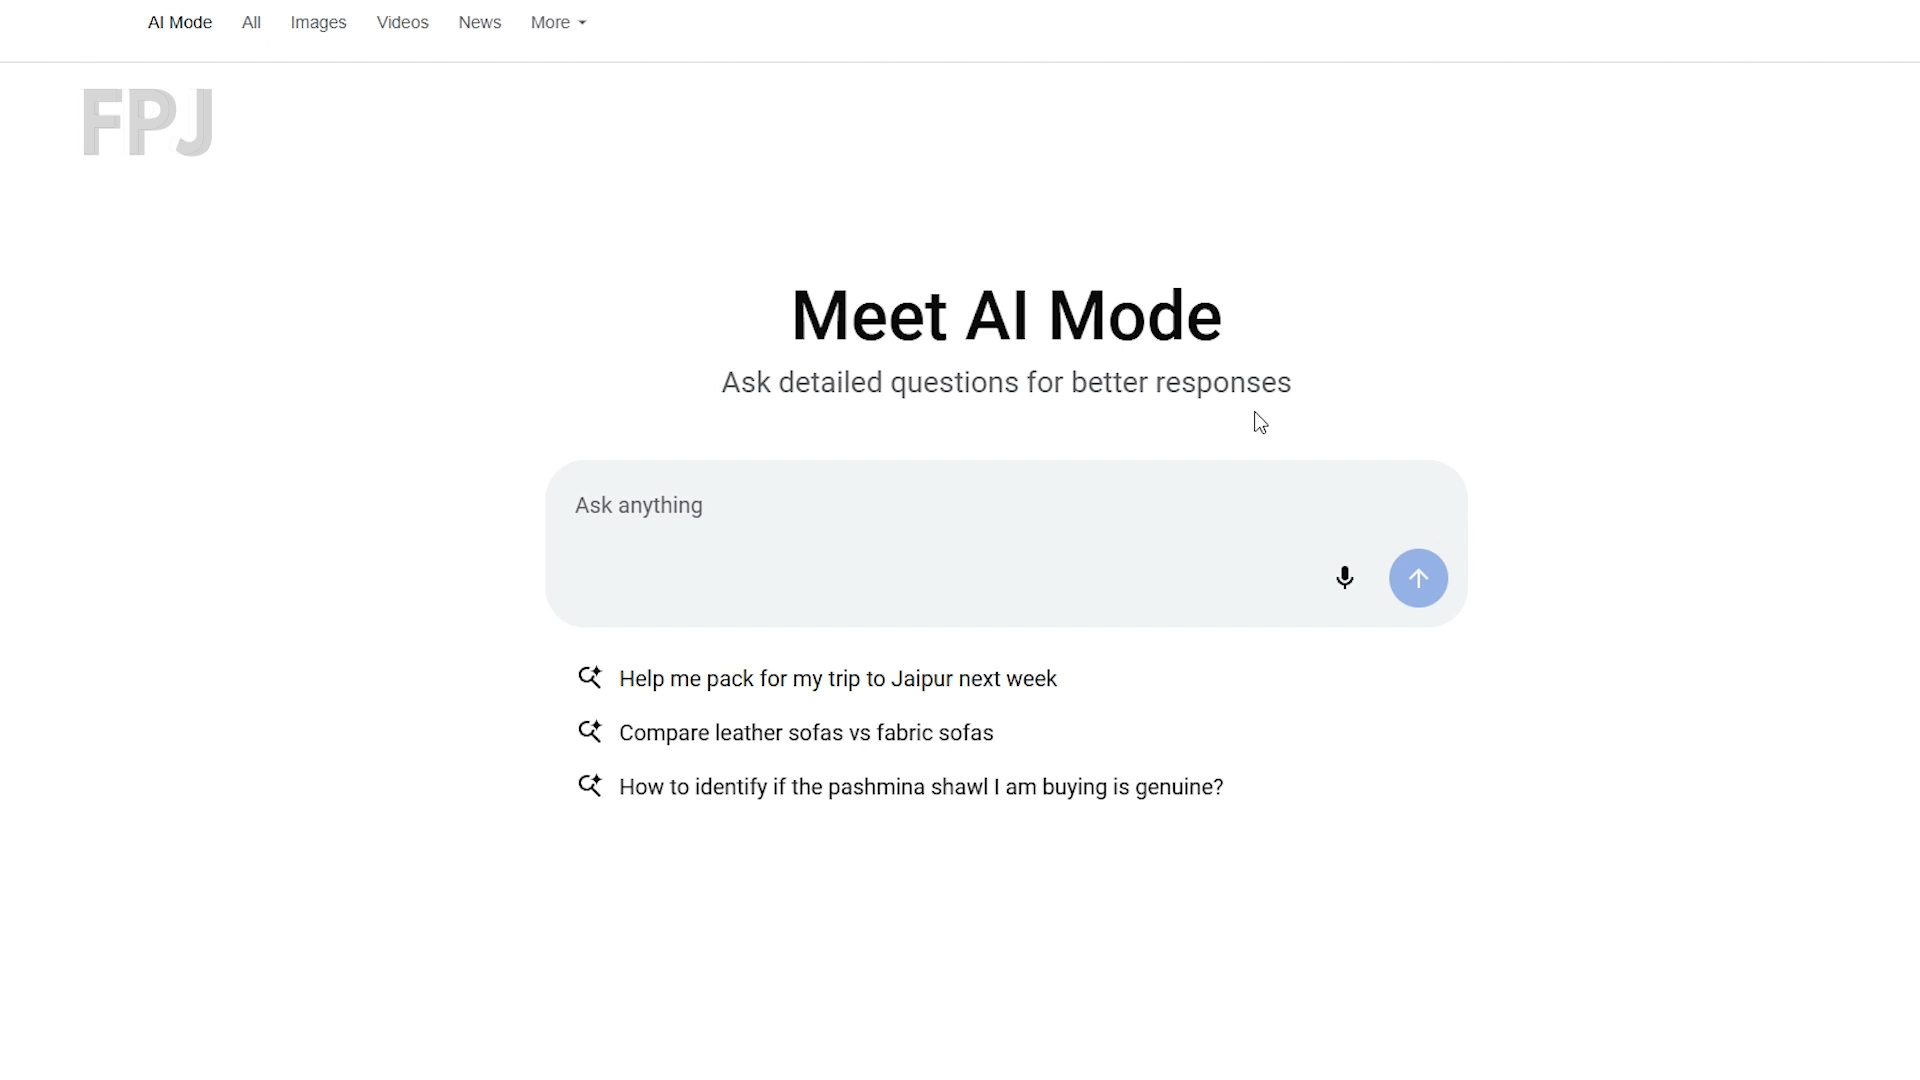 AI Mode All Images Videos News More
FPJ
Meet AI Mode
Ask detailed questions for better responses
Ask anything
Help me pack for my trip to Jaipur next week
Compare leather sofas vs fabric sofas
How to identify if the pashmina shawl I am buying is genuine?